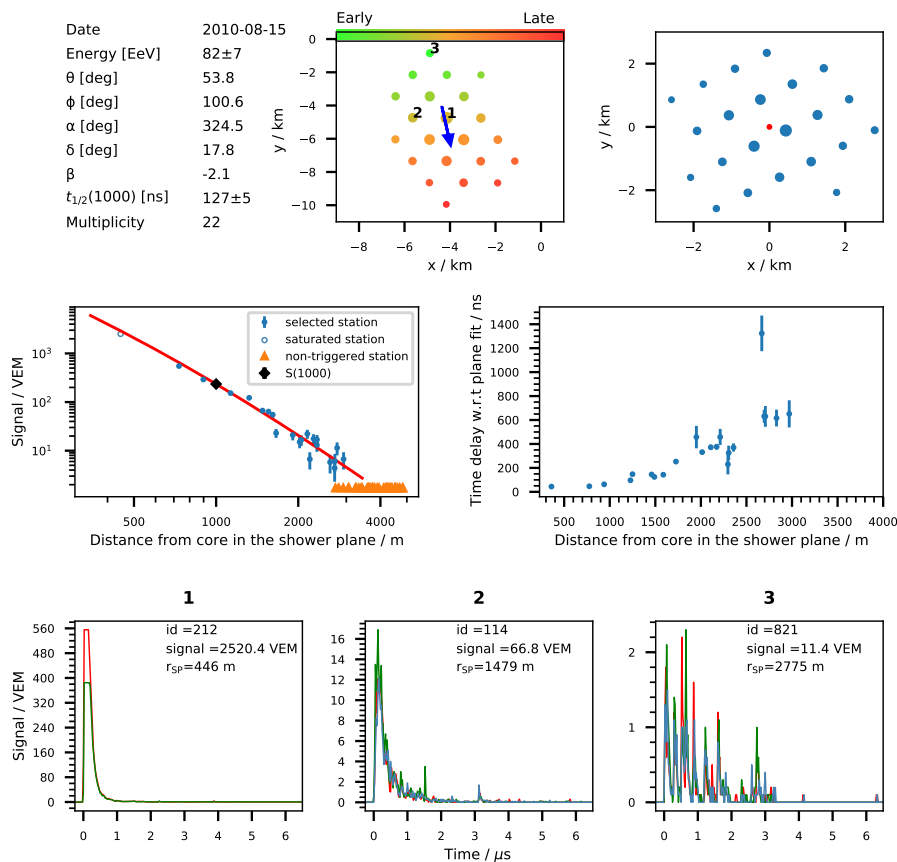 Date 2010-08-15
Energy [EeV] 82±7
θ [deg] 53.8
ϕ [deg] 100.6
α [deg] 324.5
δ [deg] 17.8
β -2.1
t1/2(1000) [ns] 127±5
Multiplicity 22
Early Late
0
−2
−4
−6
−8
−10
y / km
3
2 1
−8 −6 −4 −2 0
x / km
2
0
−2
y / km
−2 0 2
x / km
10^3
10^2
10^1
Signal / VEM
selected station
saturated station
non-triggered station
S(1000)
500 1000 2000 4000
Distance from core in the shower plane / m
1400
1200
1000
800
600
400
200
0
Time delay w.r.t plane fit / ns
500 1000 1500 2000 2500 3000 3500 4000
Distance from core in the shower plane / m
1
560
480
400
320
240
160
80
0
Signal / VEM
id =212
signal =2520.4 VEM
rSP=446 m
0 1 2 3 4 5 6
2
16
14
12
10
8
6
4
2
0
id =114
signal =66.8 VEM
rSP=1479 m
0 1 2 3 4 5 6
Time / μs
3
2
1
0
id =821
signal =11.4 VEM
rSP=2775 m
0 1 2 3 4 5 6